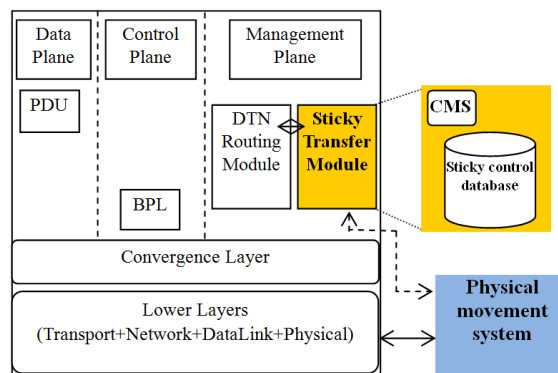 Data
Plane
Control
Plane
Management
Plane
PDU
DTN
Routing
Module
Sticky
Transfer
Module
CMS
Sticky control
database
BPL
Convergence Layer
Lower Layers
(Transport+Network+DataLink+Physical)
Physical
movement
system